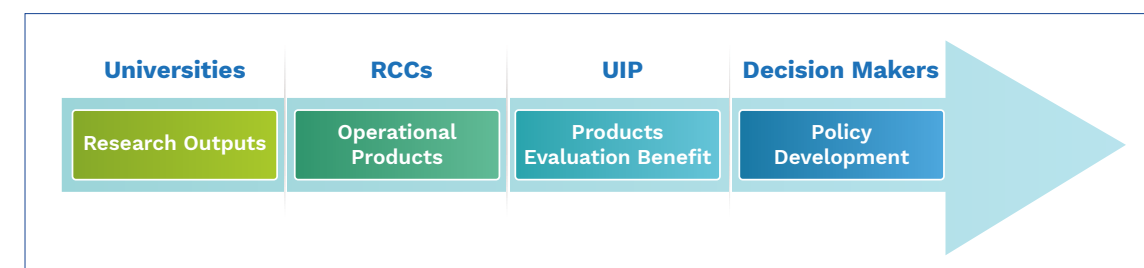 Universities
RCCs
UIP
Decision Makers
Research Outputs
Operational
Products
Products
Evaluation Benefit
Policy
Development